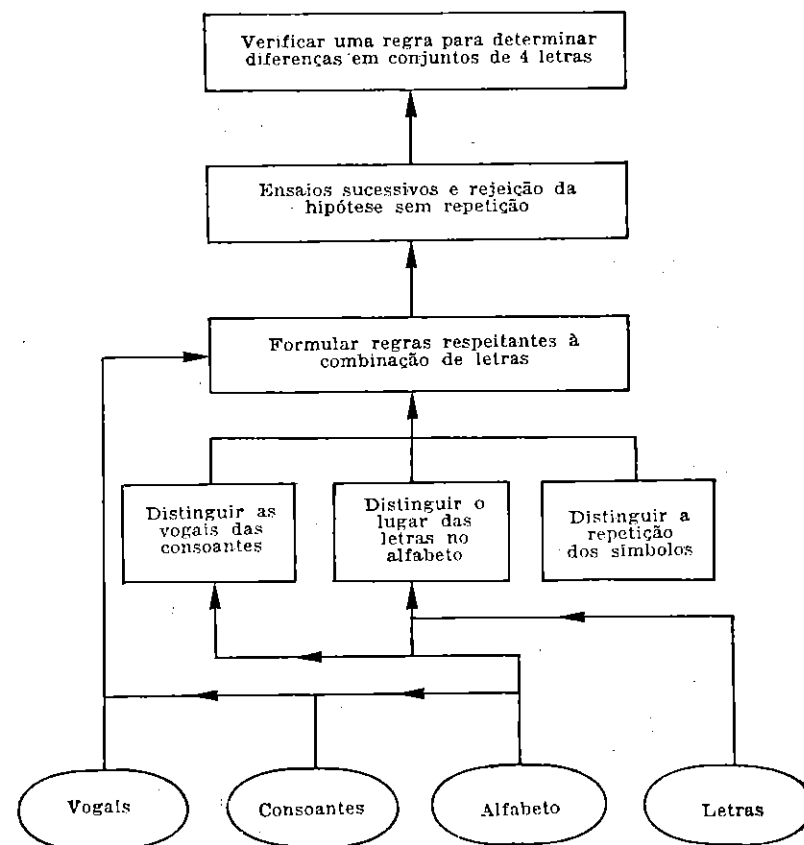 Verificar uma regra para determinar
diferenças em conjuntos de 4 letras
Ensaios sucessivos e rejeição da
hipótese sem repetição
Formular regras respeitantes à
combinação de letras
Distinguir as
vogais das
consoantes
Distinguir o
lugar das
letras no
alfabeto
Distinguir a
repetição
dos símbolos
Vogais
Consoantes
Alfabeto
Letras